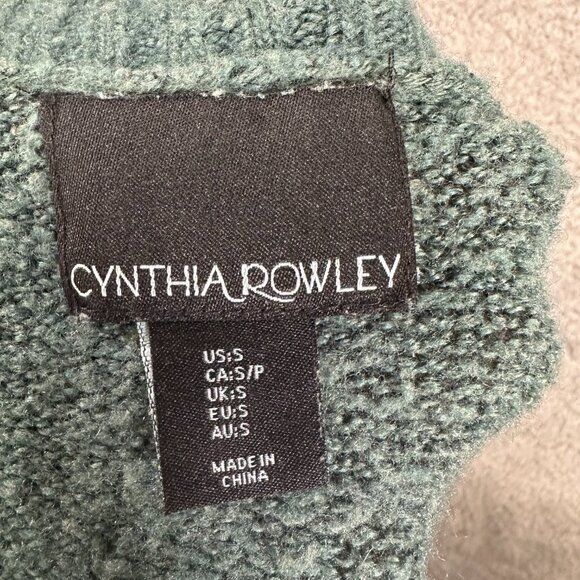 CYNTHIA ROWLEY
US:S
CA:S/P
UK:S
EU:S
AU:S
MADE IN
CHINA